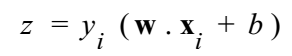 z = y_i (w . x_i + b)